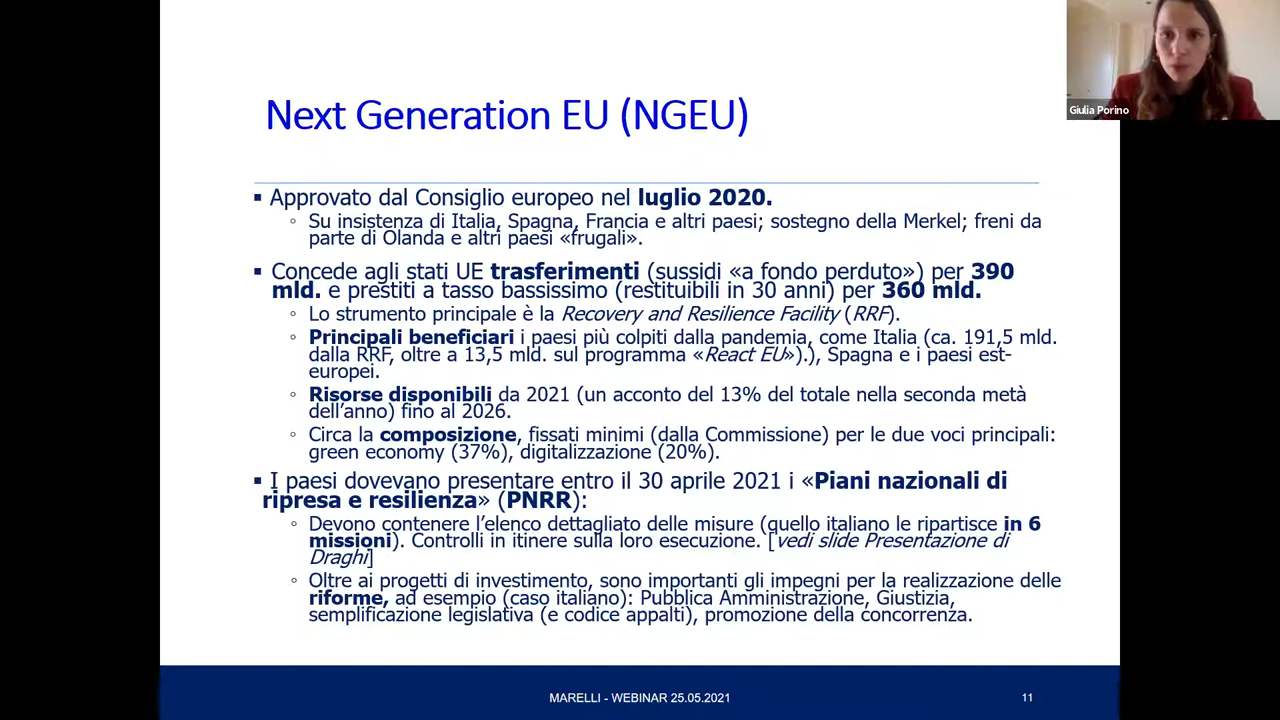 Giulia Porino
Next Generation EU (NGEU)
▪ Approvato dal Consiglio europeo nel luglio 2020.
◦ Su insistenza di Italia, Spagna, Francia e altri paesi; sostegno della Merkel; freni da
parte di Olanda e altri paesi «frugali».
▪ Concede agli stati UE trasferimenti (sussidi «a fondo perduto») per 390
mld. e prestiti a tasso bassissimo (restituibili in 30 anni) per 360 mld.
◦ Lo strumento principale è la Recovery and Resilience Facility (RRF).
◦ Principali beneficiari i paesi più colpiti dalla pandemia, come Italia (ca. 191,5 mld.
dalla RRF, oltre a 13,5 mld. sul programma «React EU»).), Spagna e i paesi est-
europei.
◦ Risorse disponibili da 2021 (un acconto del 13% del totale nella seconda metà
dell’anno) fino al 2026.
◦ Circa la composizione, fissati minimi (dalla Commissione) per le due voci principali:
green economy (37%), digitalizzazione (20%).
▪ I paesi dovevano presentare entro il 30 aprile 2021 i «Piani nazionali di
ripresa e resilienza» (PNRR):
◦ Devono contenere l’elenco dettagliato delle misure (quello italiano le ripartisce in 6
missioni). Controlli in itinere sulla loro esecuzione. [vedi slide Presentazione di
Draghi]
◦ Oltre ai progetti di investimento, sono importanti gli impegni per la realizzazione delle
riforme, ad esempio (caso italiano): Pubblica Amministrazione, Giustizia,
semplificazione legislativa (e codice appalti), promozione della concorrenza.
MARELLI - WEBINAR 25.05.2021
11